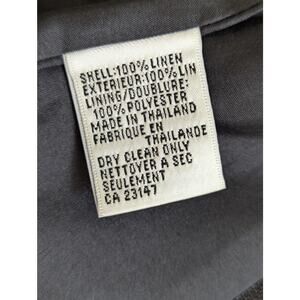 SHELL:100% LINEN
EXTERIEUR:100% LIN
LINING/DOUBLURE:
100% POLYESTER
MADE IN THAILAND
FABRIQUE EN
THAILANDE
DRY CLEAN ONLY
NETTOYER A SEC
SEULEMENT
CA 23147